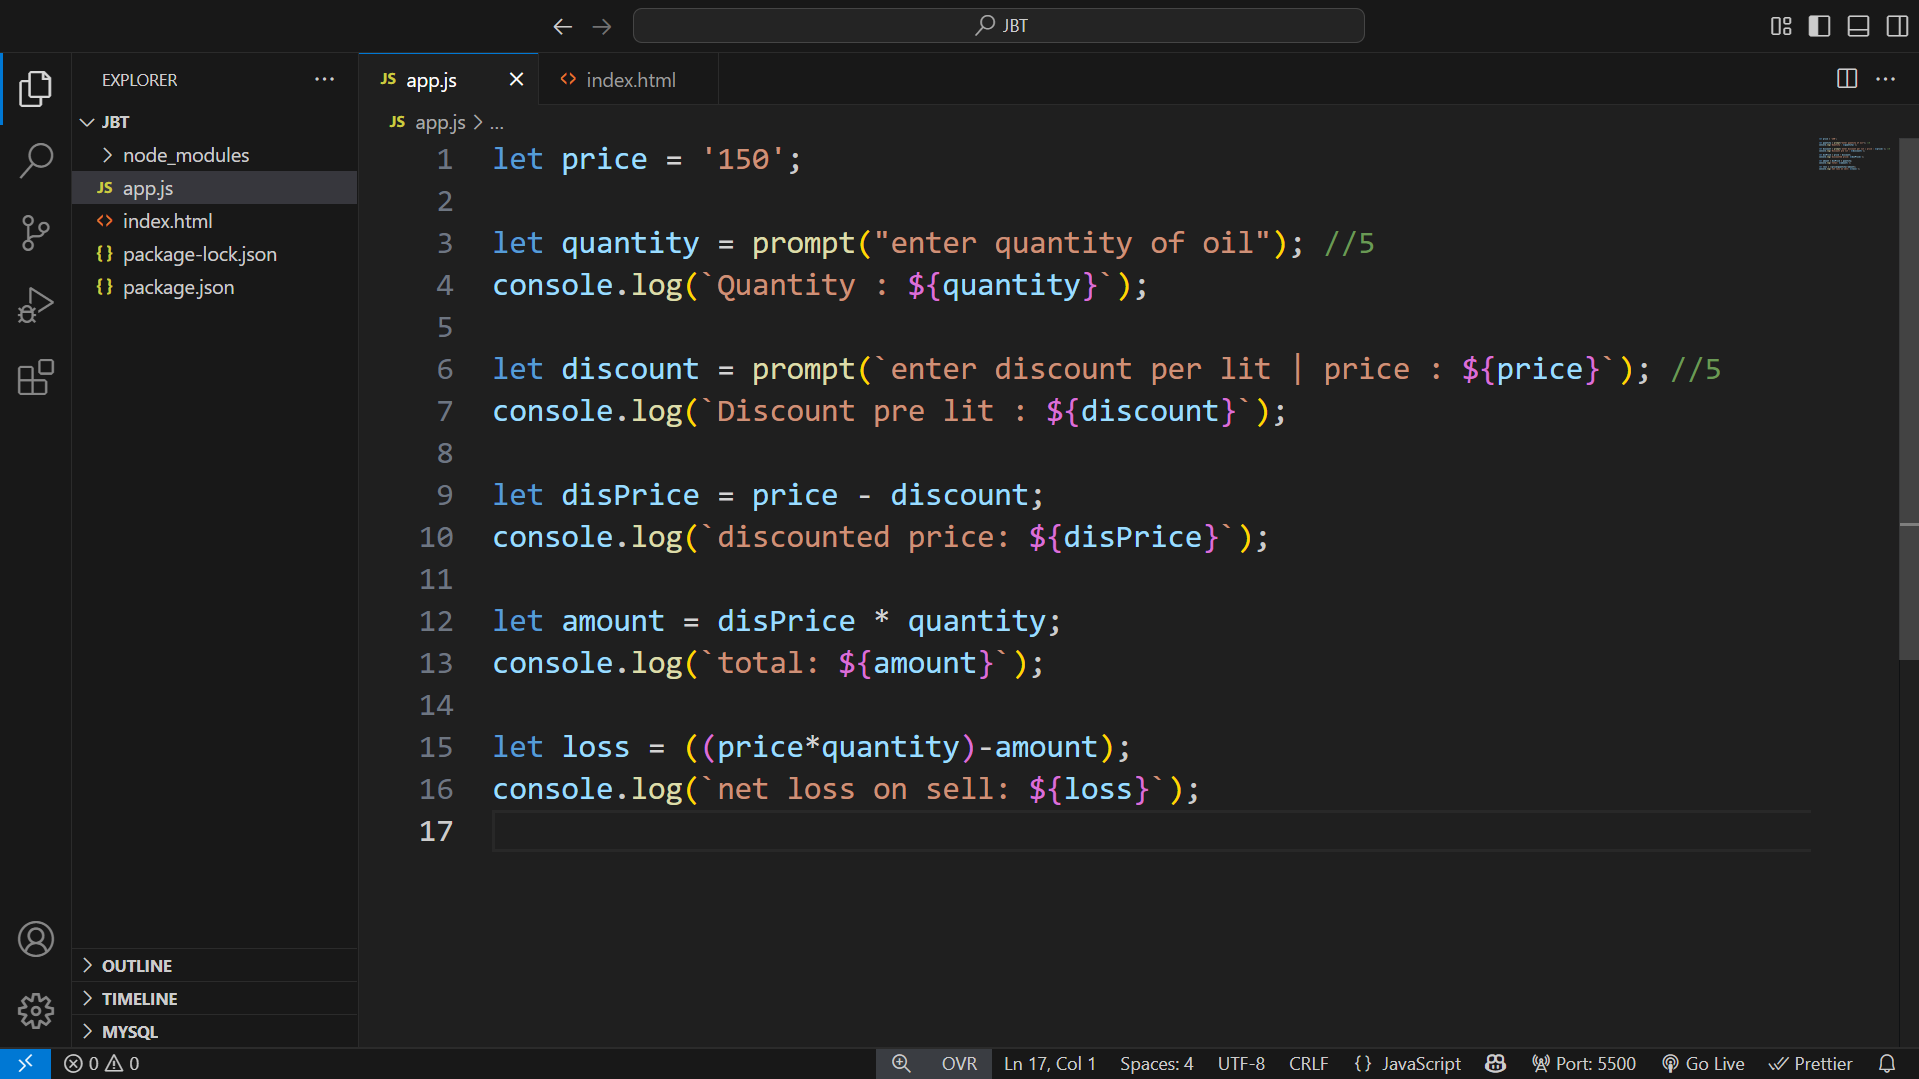 JBT
EXPLORER
JS app.js
<> index.html
JBT
JS app.js > ...
node_modules
JS app.js
<> index.html
{} package-lock.json
{} package.json
1 let price = '150';
2
3 let quantity = prompt("enter quantity of oil"); //5
4 console.log(`Quantity : ${quantity}`);
5
6 let discount = prompt(`enter discount per lit | price : ${price}`); //5
7 console.log(`Discount pre lit : ${discount}`);
8
9 let disPrice = price - discount;
10 console.log(`discounted price: ${disPrice}`);
11
12 let amount = disPrice * quantity;
13 console.log(`total: ${amount}`);
14
15 let loss = ((price*quantity)-amount);
16 console.log(`net loss on sell: ${loss}`);
17
OUTLINE
TIMELINE
MYSQL
0 0 OVR Ln 17, Col 1 Spaces: 4 UTF-8 CRLF {} JavaScript Port: 5500 Go Live Prettier